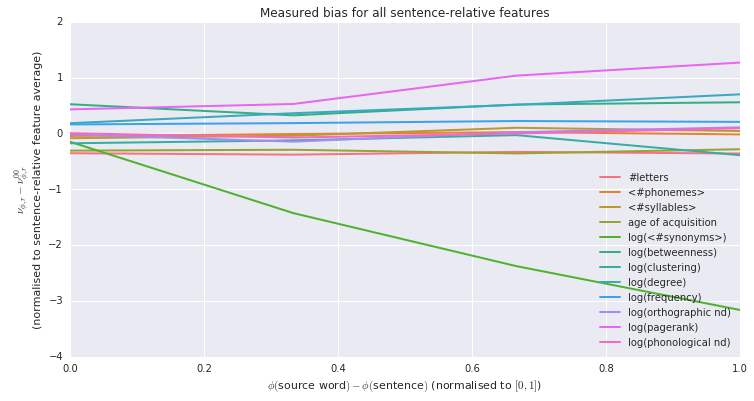 Measured bias for all sentence-relative features
2
1
0
−1
−2
−3
−4
0.0 0.2 0.4 0.6 0.8 1.0
ν_{φ,r} − ν_{φ,r}^{00}
(normalised to sentence-relative feature average)
#letters
<#phonemes>
<#syllables>
age of acquisition
log(<#synonyms>)
log(betweenness)
log(clustering)
log(degree)
log(frequency)
log(orthographic nd)
log(pagerank)
log(phonological nd)
ϕ(source word) − ϕ(sentence) (normalised to [0, 1])